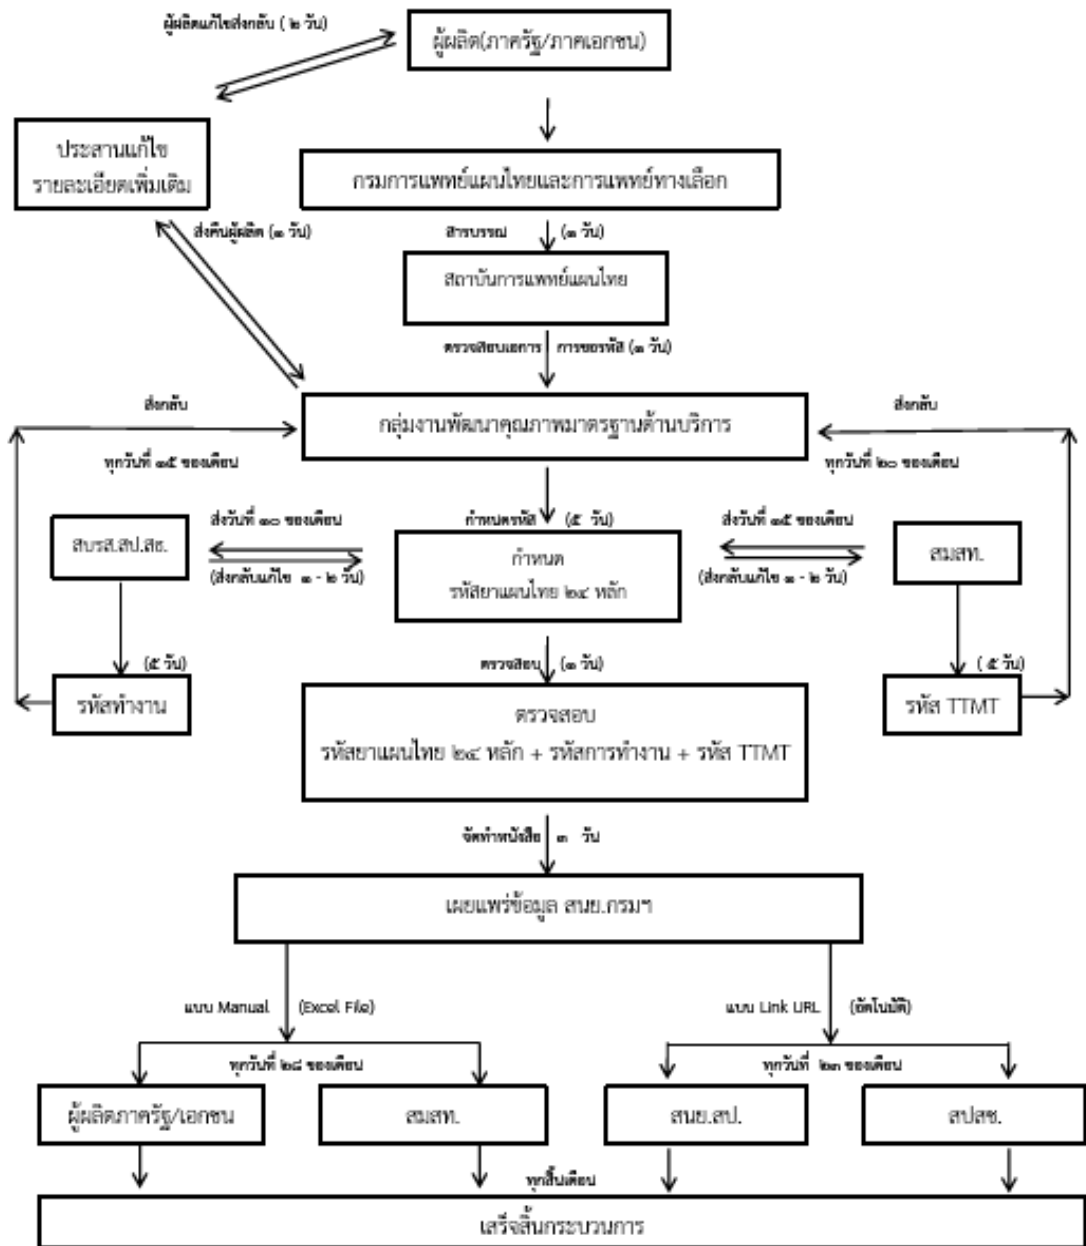 ผู้ผลิตแก้ไขส่งกลับ ( ๒ วัน)
ผู้ผลิต(ภาครัฐ/ภาคเอกชน)
ประสานแก้ไข
รายละเอียดเพิ่มเติม
กรมการแพทย์แผนไทยและการแพทย์ทางเลือก
ส่งคืนผู้ผลิต (๑ วัน)
สารบรรณ (๑ วัน)
สถาบันการแพทย์แผนไทย
ตรวจสอบเอการ การขอรหัส (๑ วัน)
ส่งกลับ
ส่งกลับ
กลุ่มงานพัฒนาคุณภาพมาตรฐานด้านบริการ
ทุกวันที่ ๑๕ ของเดือน
ทุกวันที่ ๒๐ ของเดือน
ส่งวันที่ ๑๐ ของเดือน
กำหนดรหัส (๕ วัน)
ส่งวันที่ ๑๕ ของเดือน
สบรส.สป.สธ.
กำหนด
รหัสยาแผนไทย ๒๔ หลัก
สมสท.
(ส่งกลับแก้ไข ๑ - ๒ วัน)
(ส่งกลับแก้ไข ๑ - ๒ วัน)
(๕ วัน)
ตรวจสอบ (๑ วัน)
( ๕ วัน)
รหัสทำงาน
รหัส TTMT
ตรวจสอบ
รหัสยาแผนไทย ๒๔ หลัก + รหัสการทำงาน + รหัส TTMT
จัดทำหนังสือ ๓ วัน
เผยแพร่ข้อมูล สนย.กรมฯ
แบบ Manual (Excel File)
แบบ Link URL (อัตโนมัติ)
ทุกวันที่ ๒๘ ของเดือน
ทุกวันที่ ๒๓ ของเดือน
ผู้ผลิตภาครัฐ/เอกชน
สมสท.
สนย.สป.
สปสช.
ทุกสิ้นเดือน
เสร็จสิ้นกระบวนการ